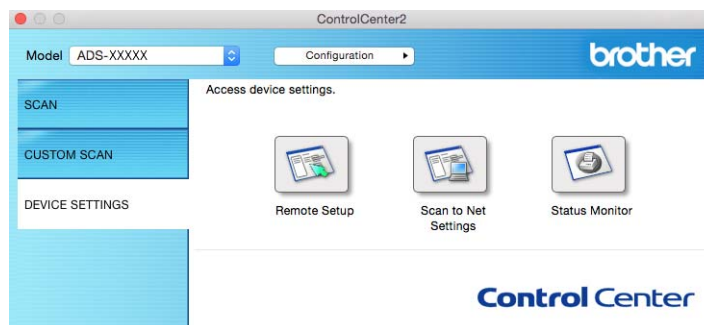 ControlCenter2
Model ADS-XXXXX Configuration brother
Access device settings.
SCAN
CUSTOM SCAN
DEVICE SETTINGS
Remote Setup
Scan to Net
Settings
Status Monitor
Control Center